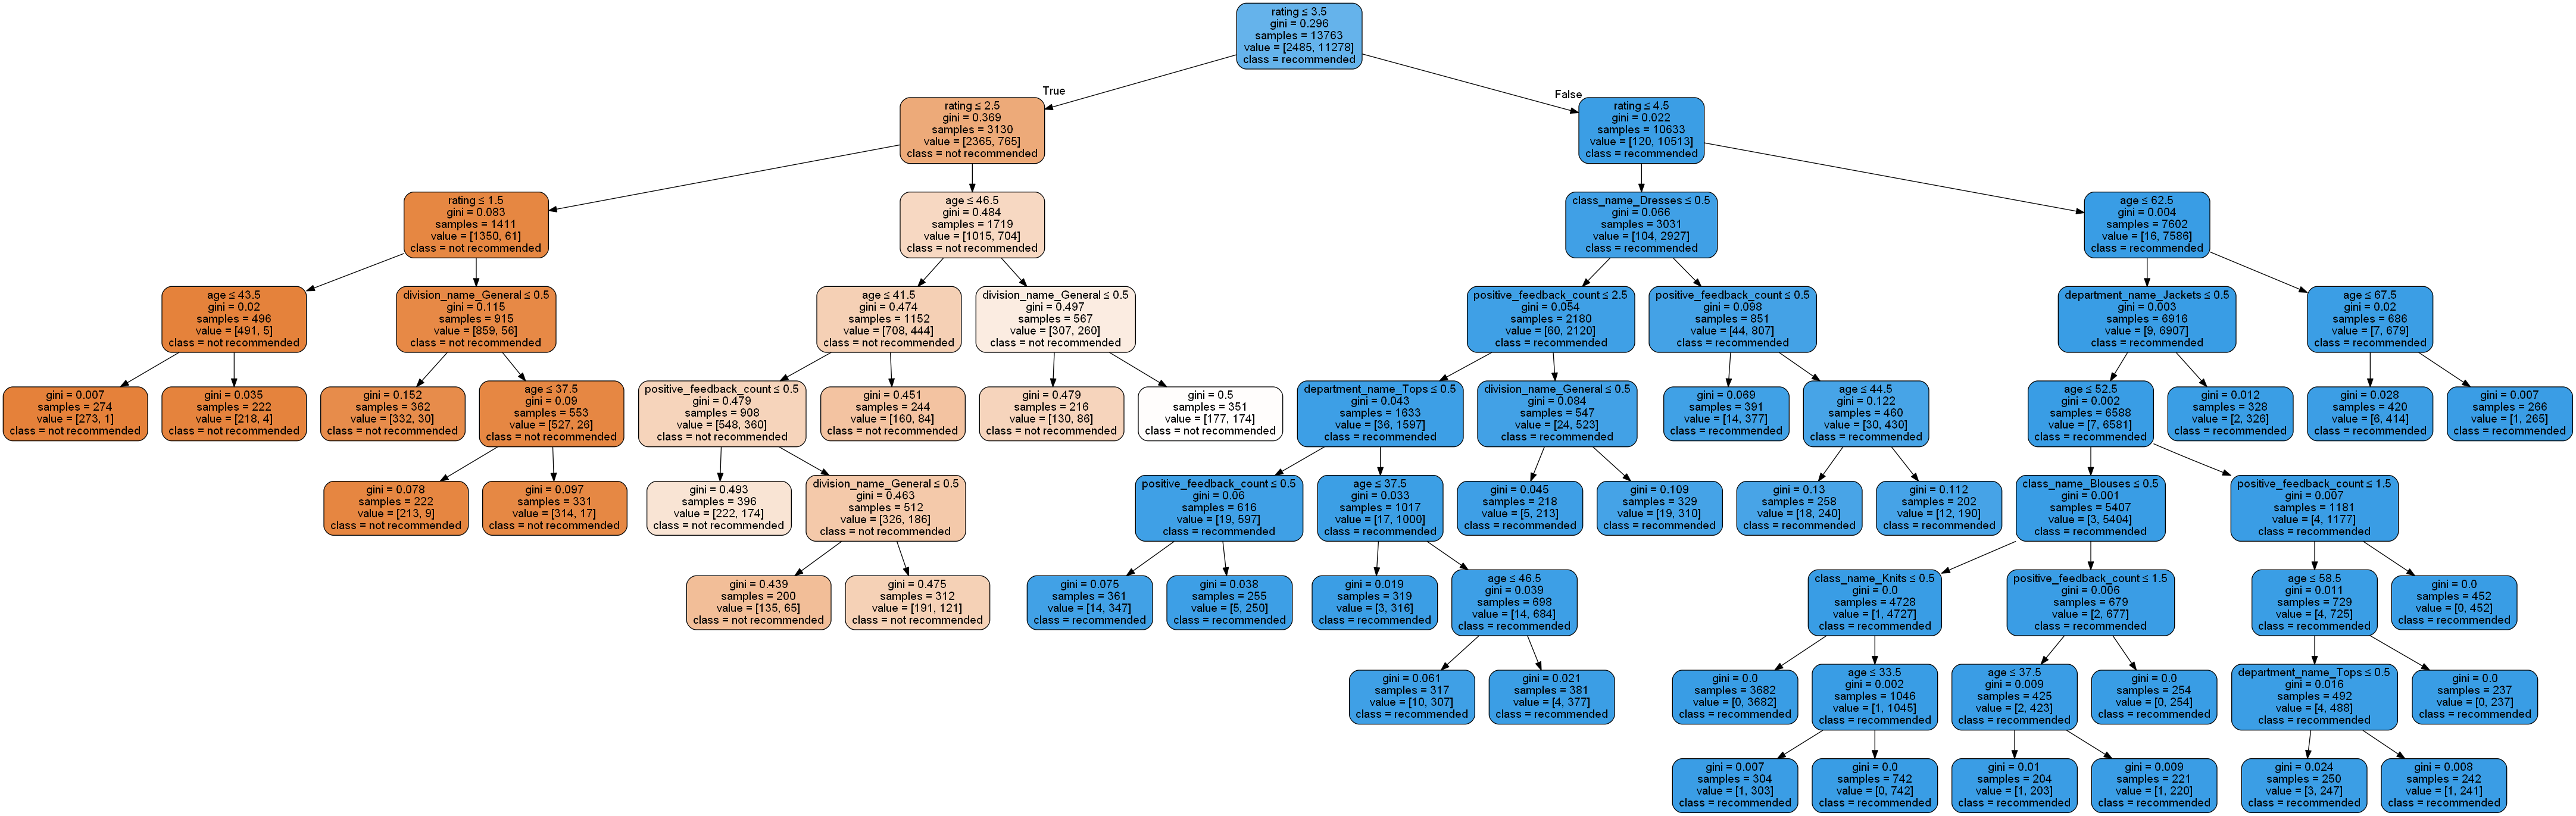 rating ≤ 3.5
gini = 0.296
samples = 13763
value = [2485, 11278]
class = recommended
True
False
rating ≤ 2.5
gini = 0.369
samples = 3130
value = [2365, 765]
class = not recommended
rating ≤ 4.5
gini = 0.022
samples = 10633
value = [120, 10513]
class = recommended
rating ≤ 1.5
gini = 0.083
samples = 1411
value = [1350, 61]
class = not recommended
age ≤ 46.5
gini = 0.484
samples = 1719
value = [1015, 704]
class = not recommended
class_name_Dresses ≤ 0.5
gini = 0.066
samples = 3031
value = [104, 2927]
class = recommended
age ≤ 62.5
gini = 0.004
samples = 7602
value = [16, 7586]
class = recommended
age ≤ 43.5
gini = 0.02
samples = 496
value = [491, 5]
class = not recommended
division_name_General ≤ 0.5
gini = 0.115
samples = 915
value = [859, 56]
class = not recommended
age ≤ 41.5
gini = 0.474
samples = 1152
value = [708, 444]
class = not recommended
division_name_General ≤ 0.5
gini = 0.497
samples = 567
value = [307, 260]
class = not recommended
positive_feedback_count ≤ 2.5
gini = 0.054
samples = 2180
value = [60, 2120]
class = recommended
positive_feedback_count ≤ 0.5
gini = 0.098
samples = 851
value = [44, 807]
class = recommended
department_name_Jackets ≤ 0.5
gini = 0.003
samples = 6916
value = [9, 6907]
class = recommended
age ≤ 67.5
gini = 0.02
samples = 686
value = [7, 679]
class = recommended
gini = 0.007
samples = 274
value = [273, 1]
class = not recommended
gini = 0.035
samples = 222
value = [218, 4]
class = not recommended
gini = 0.152
samples = 362
value = [332, 30]
class = not recommended
age ≤ 37.5
gini = 0.09
samples = 553
value = [527, 26]
class = not recommended
positive_feedback_count ≤ 0.5
gini = 0.479
samples = 908
value = [548, 360]
class = not recommended
gini = 0.451
samples = 244
value = [160, 84]
class = not recommended
gini = 0.479
samples = 216
value = [130, 86]
class = not recommended
gini = 0.5
samples = 351
value = [177, 174]
class = not recommended
department_name_Tops ≤ 0.5
gini = 0.043
samples = 1633
value = [36, 1597]
class = recommended
division_name_General ≤ 0.5
gini = 0.084
samples = 547
value = [24, 523]
class = recommended
gini = 0.069
samples = 391
value = [14, 377]
class = recommended
age ≤ 44.5
gini = 0.122
samples = 460
value = [30, 430]
class = recommended
age ≤ 52.5
gini = 0.002
samples = 6588
value = [7, 6581]
class = recommended
gini = 0.012
samples = 328
value = [2, 326]
class = recommended
gini = 0.028
samples = 420
value = [6, 414]
class = recommended
gini = 0.007
samples = 266
value = [1, 265]
class = recommended
gini = 0.078
samples = 222
value = [213, 9]
class = not recommended
gini = 0.097
samples = 331
value = [314, 17]
class = not recommended
gini = 0.493
samples = 396
value = [222, 174]
class = not recommended
division_name_General ≤ 0.5
gini = 0.463
samples = 512
value = [326, 186]
class = not recommended
positive_feedback_count ≤ 0.5
gini = 0.06
samples = 616
value = [19, 597]
class = recommended
age ≤ 37.5
gini = 0.033
samples = 1017
value = [17, 1000]
class = recommended
gini = 0.045
samples = 218
value = [5, 213]
class = recommended
gini = 0.109
samples = 329
value = [19, 310]
class = recommended
gini = 0.13
samples = 258
value = [18, 240]
class = recommended
gini = 0.112
samples = 202
value = [12, 190]
class = recommended
class_name_Blouses ≤ 0.5
gini = 0.001
samples = 5407
value = [3, 5404]
class = recommended
positive_feedback_count ≤ 1.5
gini = 0.007
samples = 1181
value = [4, 1177]
class = recommended
gini = 0.439
samples = 200
value = [135, 65]
class = not recommended
gini = 0.475
samples = 312
value = [191, 121]
class = not recommended
gini = 0.075
samples = 361
value = [14, 347]
class = recommended
gini = 0.038
samples = 255
value = [5, 250]
class = recommended
gini = 0.019
samples = 319
value = [3, 316]
class = recommended
age ≤ 46.5
gini = 0.039
samples = 698
value = [14, 684]
class = recommended
class_name_Knits ≤ 0.5
gini = 0.0
samples = 4728
value = [1, 4727]
class = recommended
positive_feedback_count ≤ 1.5
gini = 0.006
samples = 679
value = [2, 677]
class = recommended
age ≤ 58.5
gini = 0.011
samples = 729
value = [4, 725]
class = recommended
gini = 0.0
samples = 452
value = [0, 452]
class = recommended
gini = 0.061
samples = 317
value = [10, 307]
class = recommended
gini = 0.021
samples = 381
value = [4, 377]
class = recommended
gini = 0.0
samples = 3682
value = [0, 3682]
class = recommended
age ≤ 33.5
gini = 0.002
samples = 1046
value = [1, 1045]
class = recommended
age ≤ 37.5
gini = 0.009
samples = 425
value = [2, 423]
class = recommended
gini = 0.0
samples = 254
value = [0, 254]
class = recommended
department_name_Tops ≤ 0.5
gini = 0.016
samples = 492
value = [4, 488]
class = recommended
gini = 0.0
samples = 237
value = [0, 237]
class = recommended
gini = 0.007
samples = 304
value = [1, 303]
class = recommended
gini = 0.0
samples = 742
value = [0, 742]
class = recommended
gini = 0.01
samples = 204
value = [1, 203]
class = recommended
gini = 0.009
samples = 221
value = [1, 220]
class = recommended
gini = 0.024
samples = 250
value = [3, 247]
class = recommended
gini = 0.008
samples = 242
value = [1, 241]
class = recommended